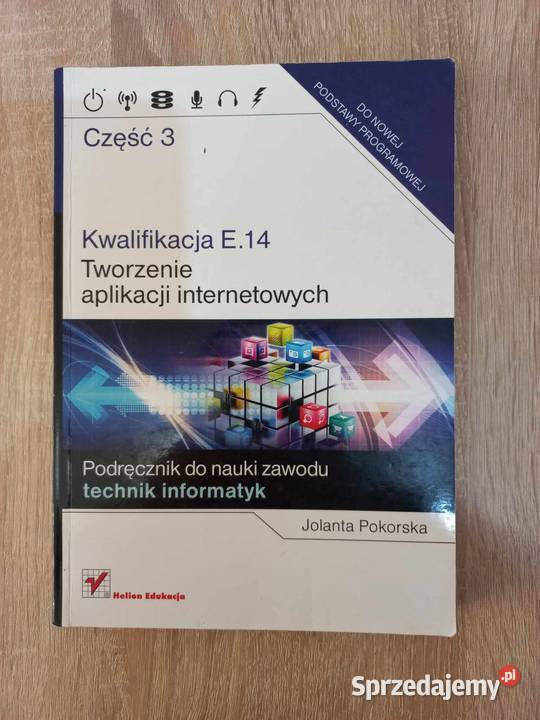 DO NOWEJ
PODSTAWY PROGRAMOWEJ
Część 3
Kwalifikacja E.14
Tworzenie
aplikacji internetowych
Podręcznik do nauki zawodu
technik informatyk
Jolanta Pokorska
Helion Edukacja
Sprzedajemy.pl